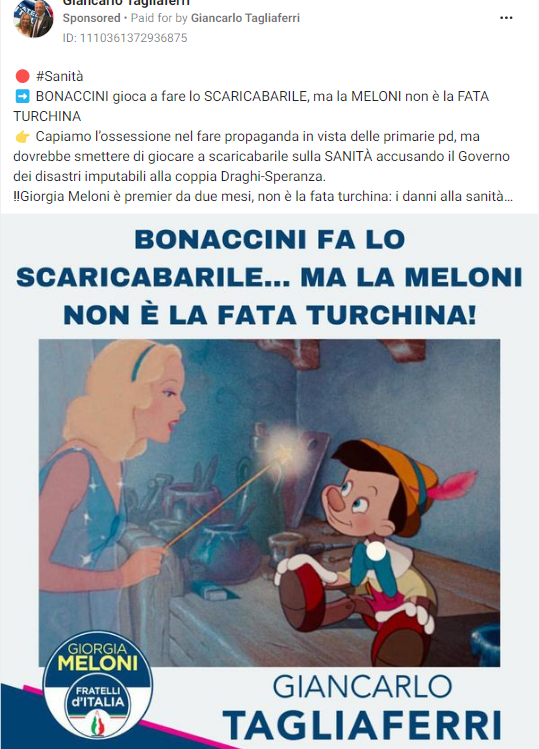 Giancarlo Tagliaferri
Sponsored • Paid for by Giancarlo Tagliaferri
ID: 1110361372936875
🔴 #Sanità
➡️ BONACCINI gioca a fare lo SCARICABARILE, ma la MELONI non è la FATA
TURCHINA
👉 Capiamo l'ossessione nel fare propaganda in vista delle primarie pd, ma
dovrebbe smettere di giocare a scaricabarile sulla SANITÀ accusando il Governo
dei disastri imputabili alla coppia Draghi-Speranza.
‼Giorgia Meloni è premier da due mesi, non è la fata turchina: i danni alla sanità...
BONACCINI FA LO
SCARICABARILE... MA LA MELONI
NON È LA FATA TURCHINA!
GIORGIA
MELONI
FRATELLI
d'ITALIA
GIANCARLO
TAGLIAFERRI